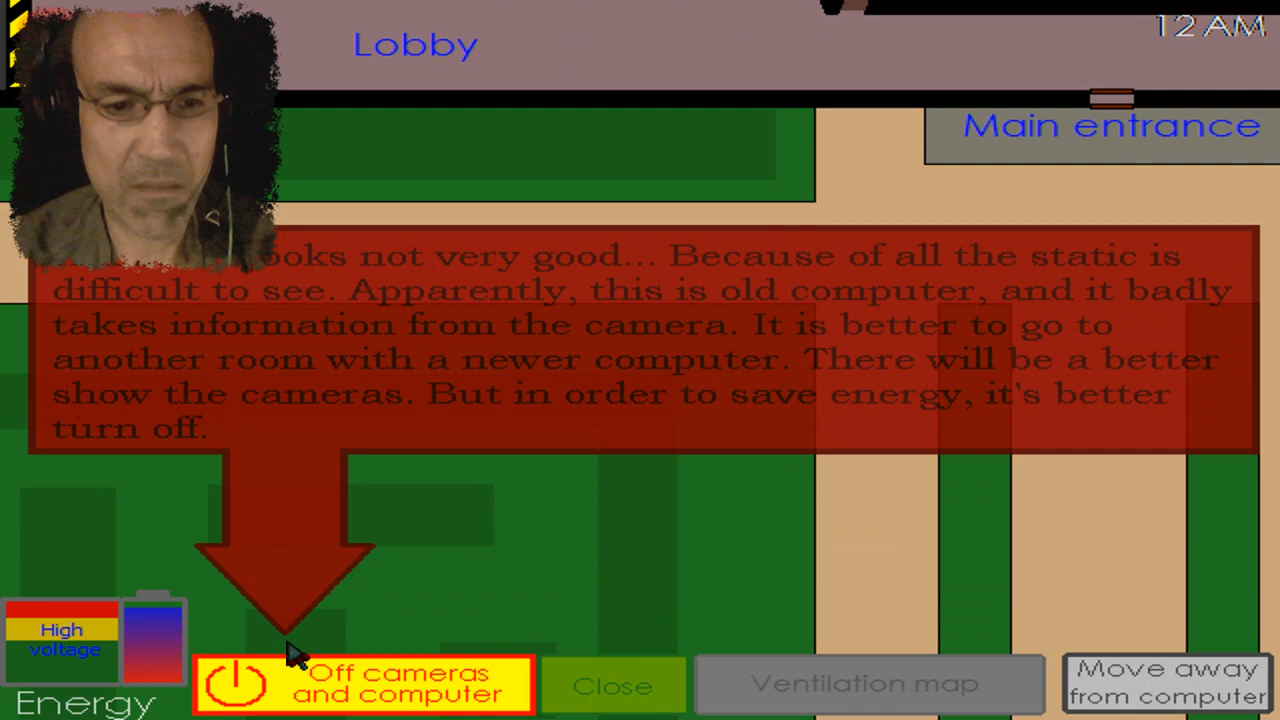 12 AM
Lobby
Main entrance
ooks not very good... Because of all the static is
difficult to see. Apparently, this is old computer, and it badly
takes information from the camera. It is better to go to
another room with a newer computer. There will be a better
show the cameras. But in order to save energy, it's better
turn off.
High
voltage
Energy
Off cameras
and computer
Close
Ventilation map
Move away
from computer